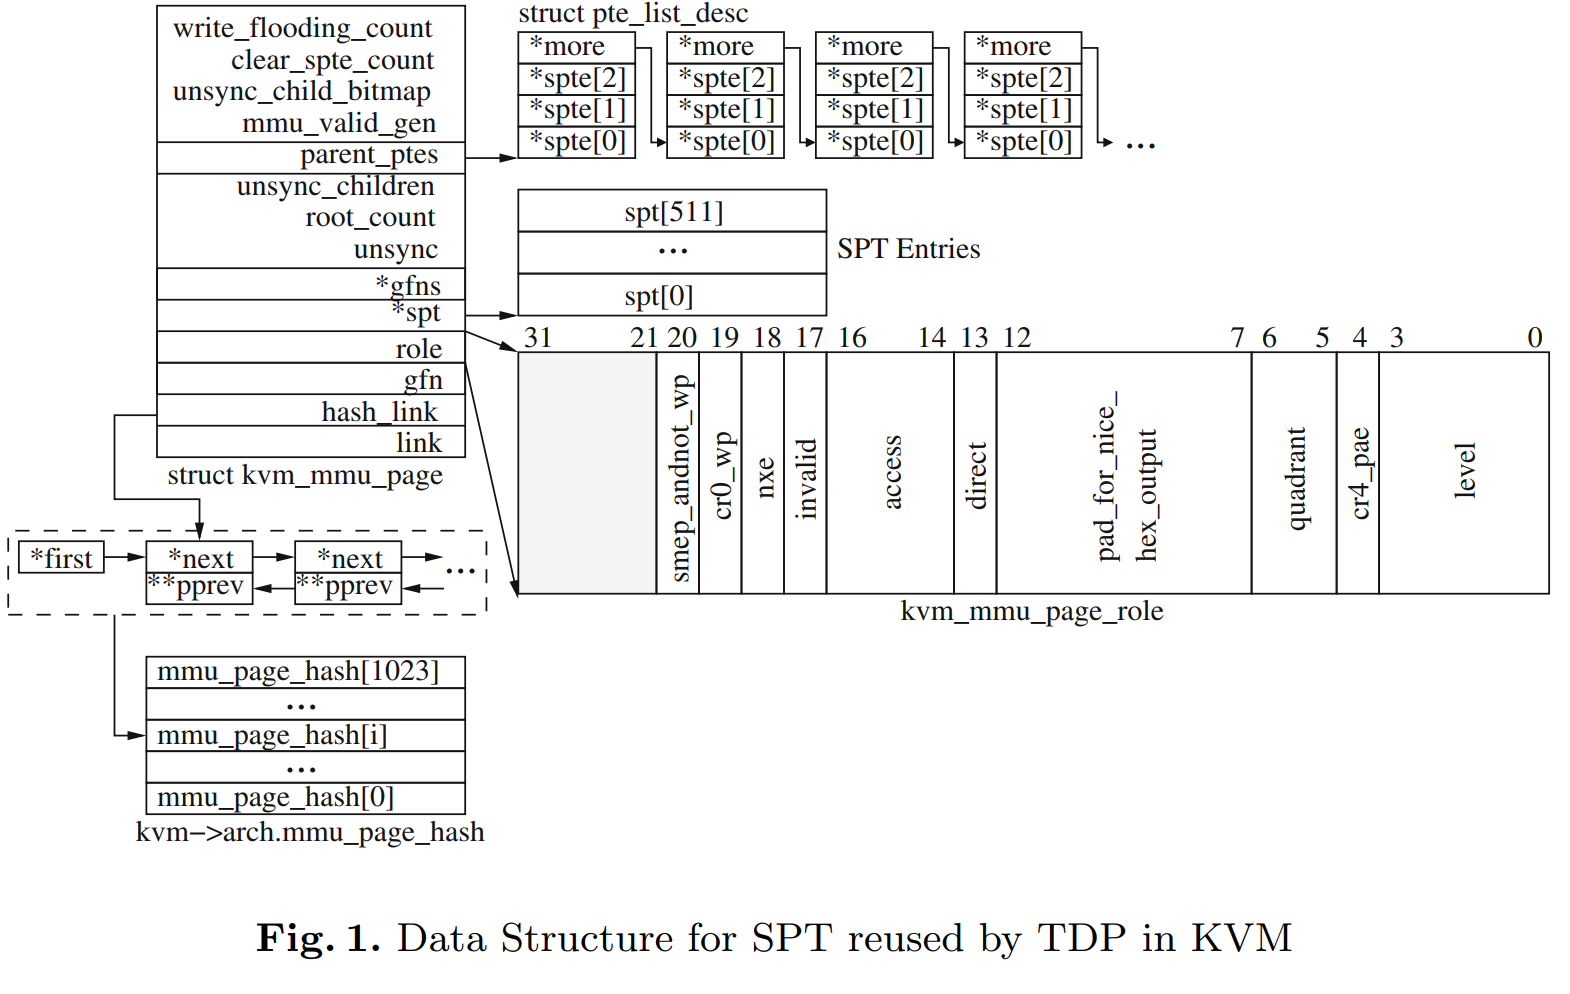 write_flooding_count
clear_spte_count
unsync_child_bitmap
mmu_valid_gen
parent_ptes
unsync_children
root_count
unsync
*gfns
*spt
role
gfn
hash_link
link
struct kvm_mmu_page
struct pte_list_desc
*more *more *more *more
*spte[2] *spte[2] *spte[2] *spte[2]
*spte[1] *spte[1] *spte[1] *spte[1]
*spte[0] *spte[0] *spte[0] *spte[0] ...
spt[511]
...
spt[0]
SPT Entries
31 21 20 19 18 17 16 14 13 12 7 6 5 4 3 0
smep_andnot_wp
cr0_wp
nxe
invalid
access
direct
pad_for_nice_
hex_output
quadrant
cr4_pae
level
kvm_mmu_page_role
*first *next *next ...
**pprev **pprev
mmu_page_hash[1023]
...
mmu_page_hash[i]
...
mmu_page_hash[0]
kvm->arch.mmu_page_hash
Fig. 1. Data Structure for SPT reused by TDP in KVM